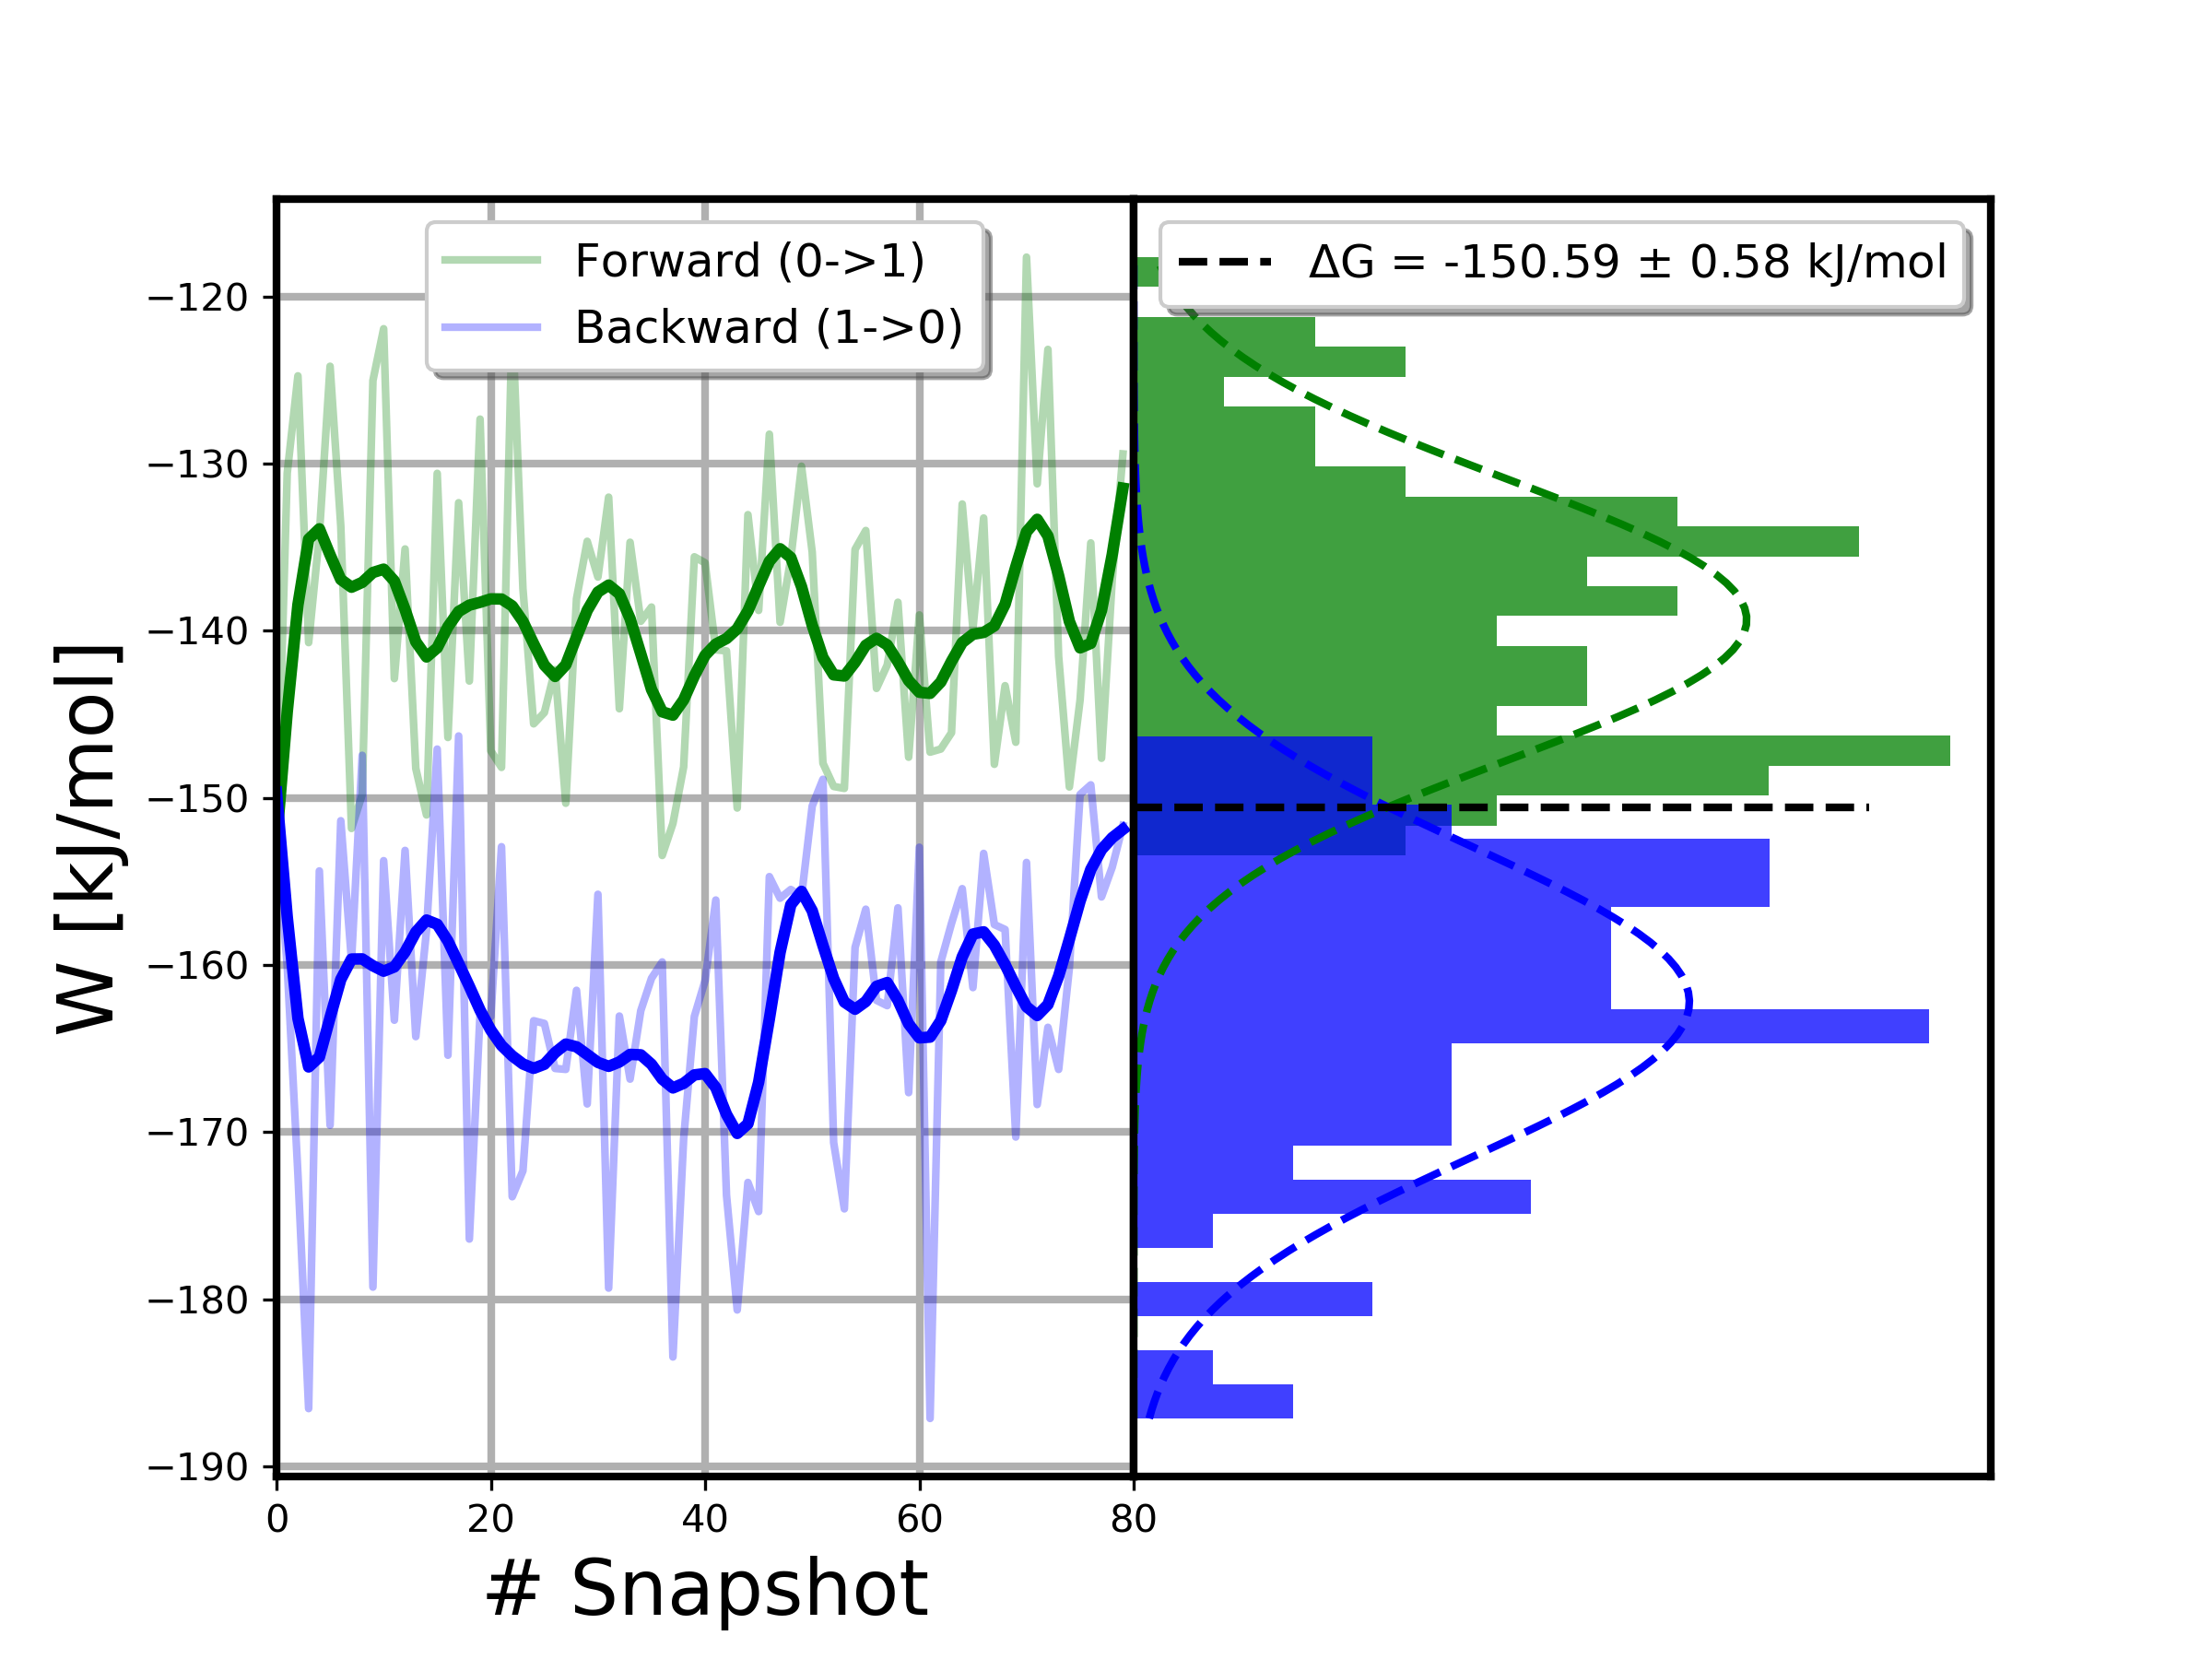 Forward (0->1)
Backward (1->0)
ΔG = -150.59 ± 0.58 kJ/mol
W [kJ/mol]
−120
−130
−140
−150
−160
−170
−180
−190
0 20 40 60 80
# Snapshot